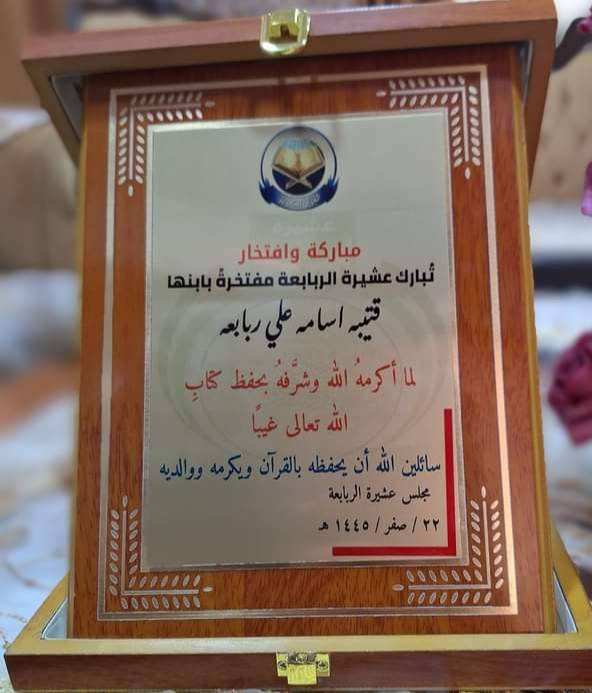 مباركة وافتخار
تُبارك عشيرة الربابعة مفتخرةً بابنها
قتيبه اسامه علي ربابعه
لما أكرمهُ الله وشرَّفهُ بحفظ كتابِ
الله تعالى غيبًا
سائلين الله أن يحفظه بالقرآن ويكرمه ووالديه
مجلس عشيرة الربابعة
٢٢ / صفر / ١٤٤٥ هـ